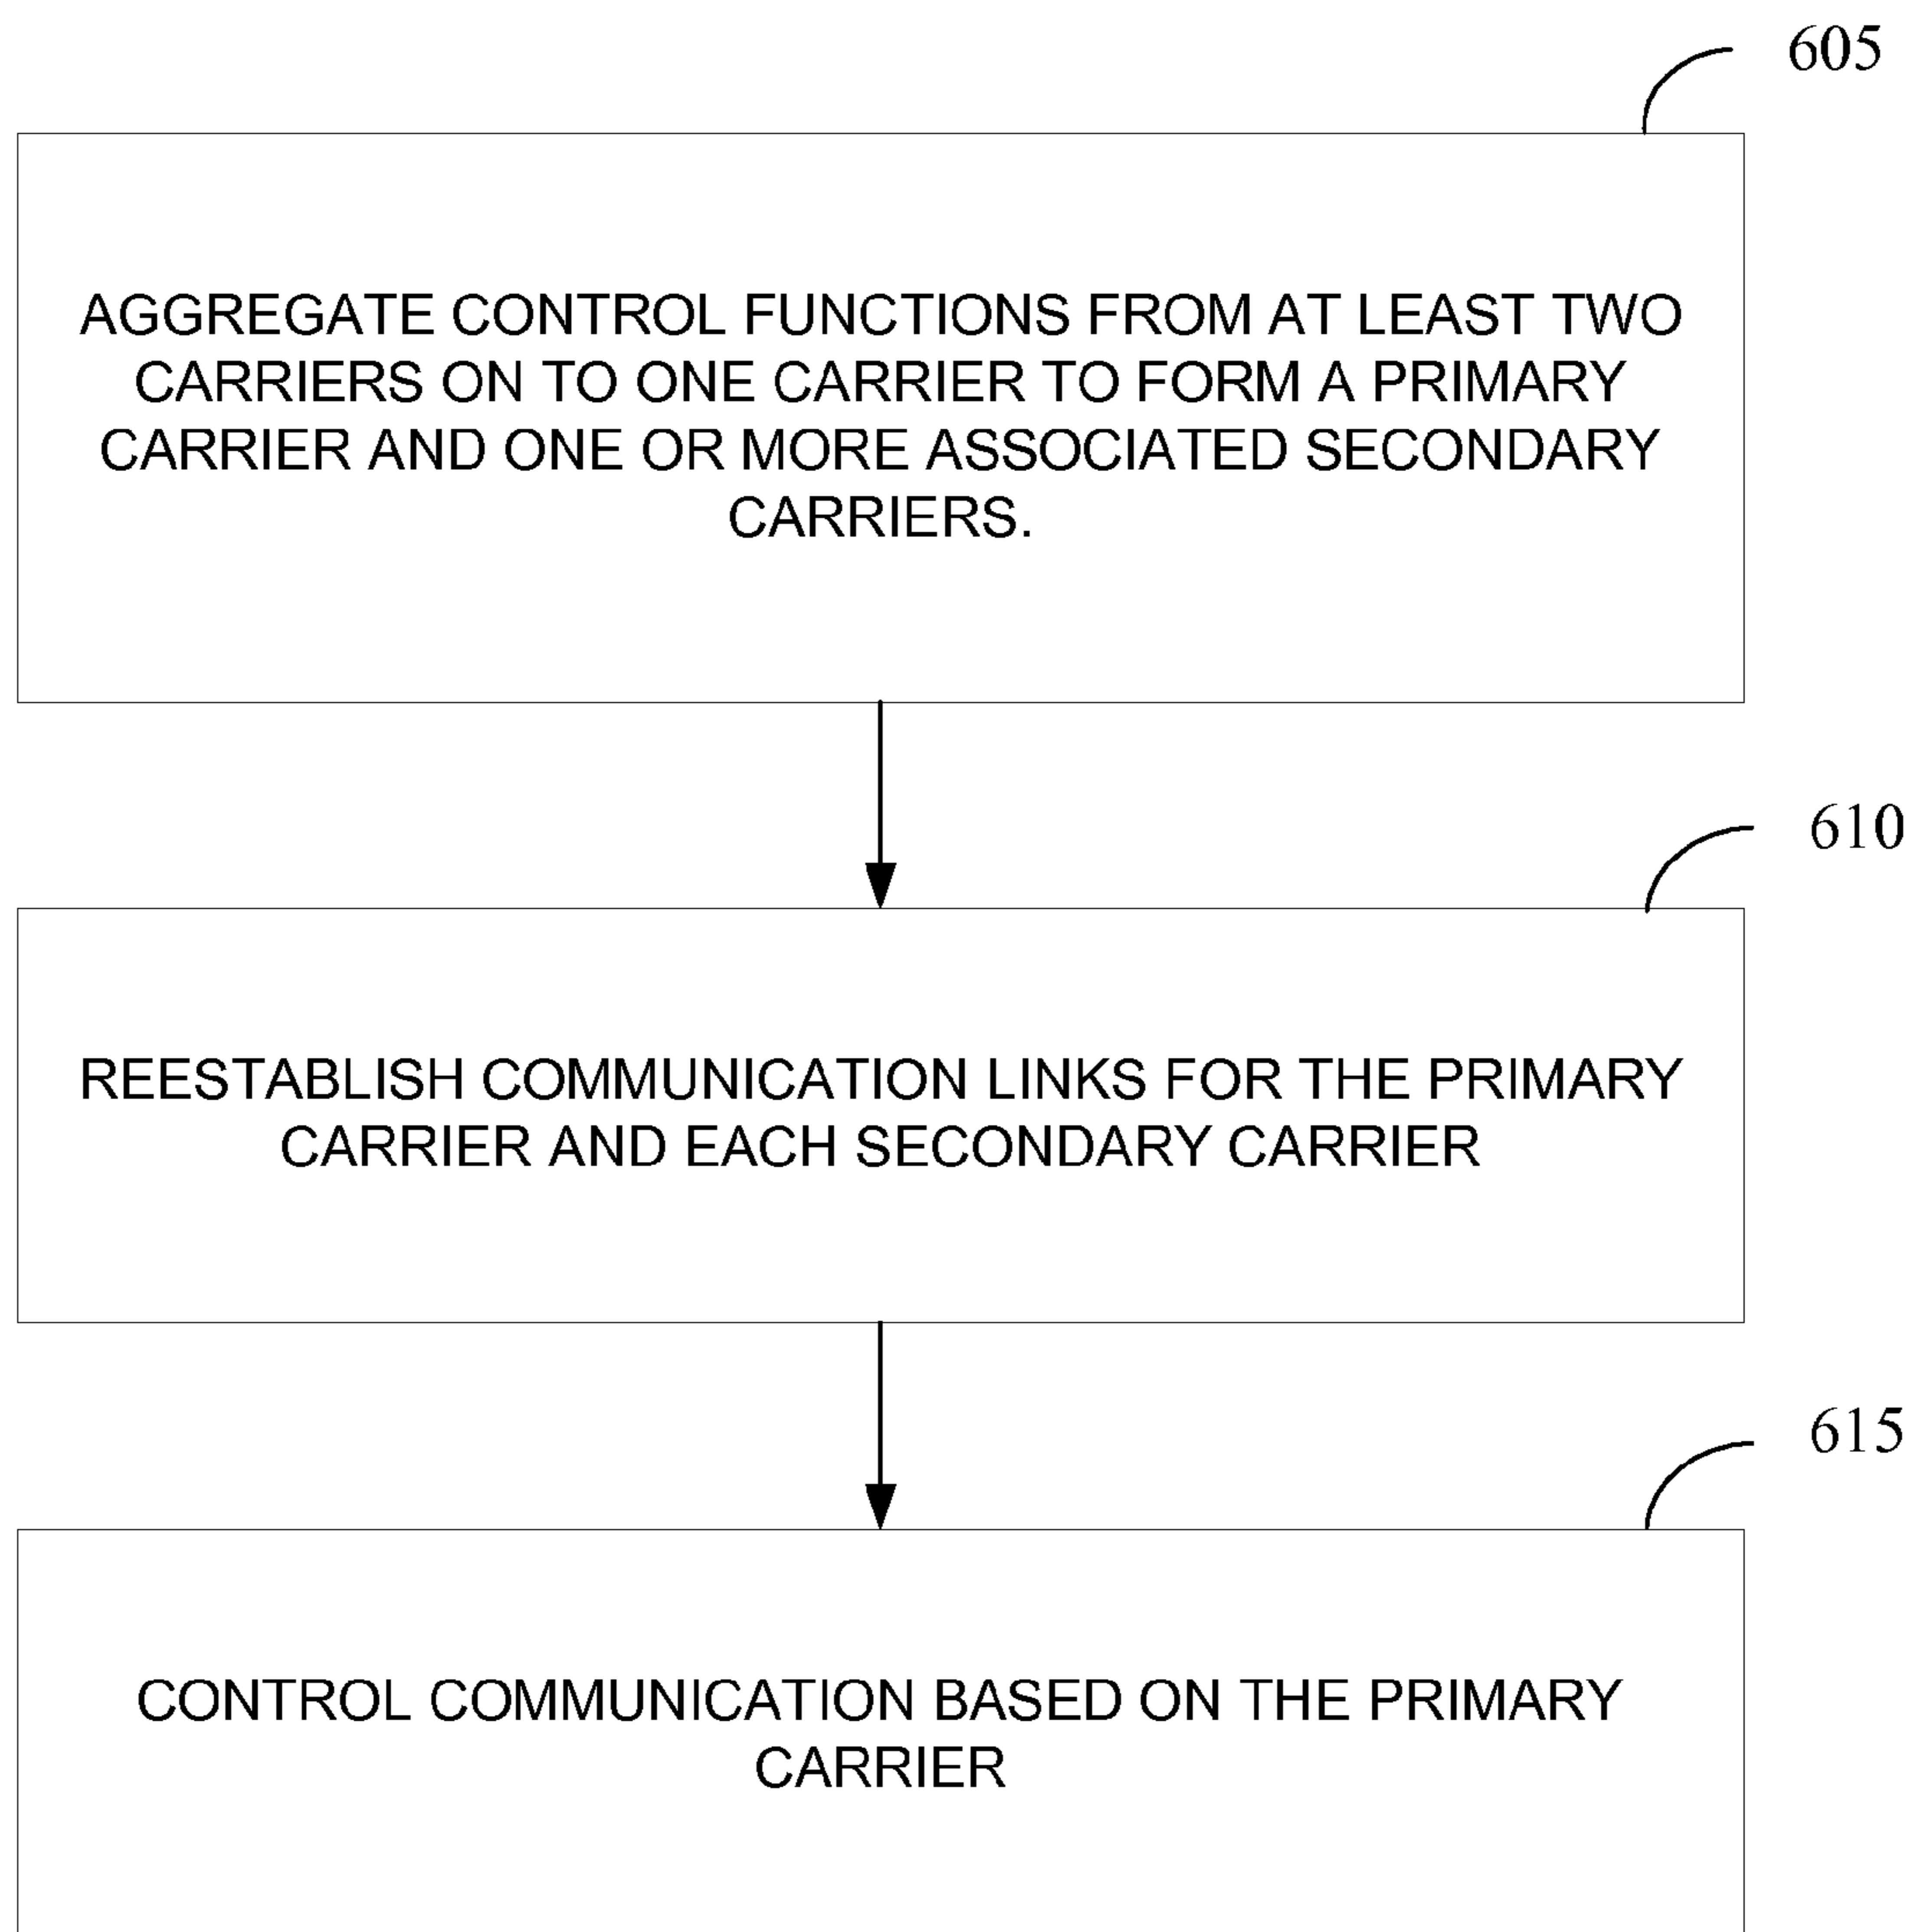 605
AGGREGATE CONTROL FUNCTIONS FROM AT LEAST TWO
CARRIERS ON TO ONE CARRIER TO FORM A PRIMARY
CARRIER AND ONE OR MORE ASSOCIATED SECONDARY
CARRIERS.
610
REESTABLISH COMMUNICATION LINKS FOR THE PRIMARY
CARRIER AND EACH SECONDARY CARRIER
615
CONTROL COMMUNICATION BASED ON THE PRIMARY
CARRIER